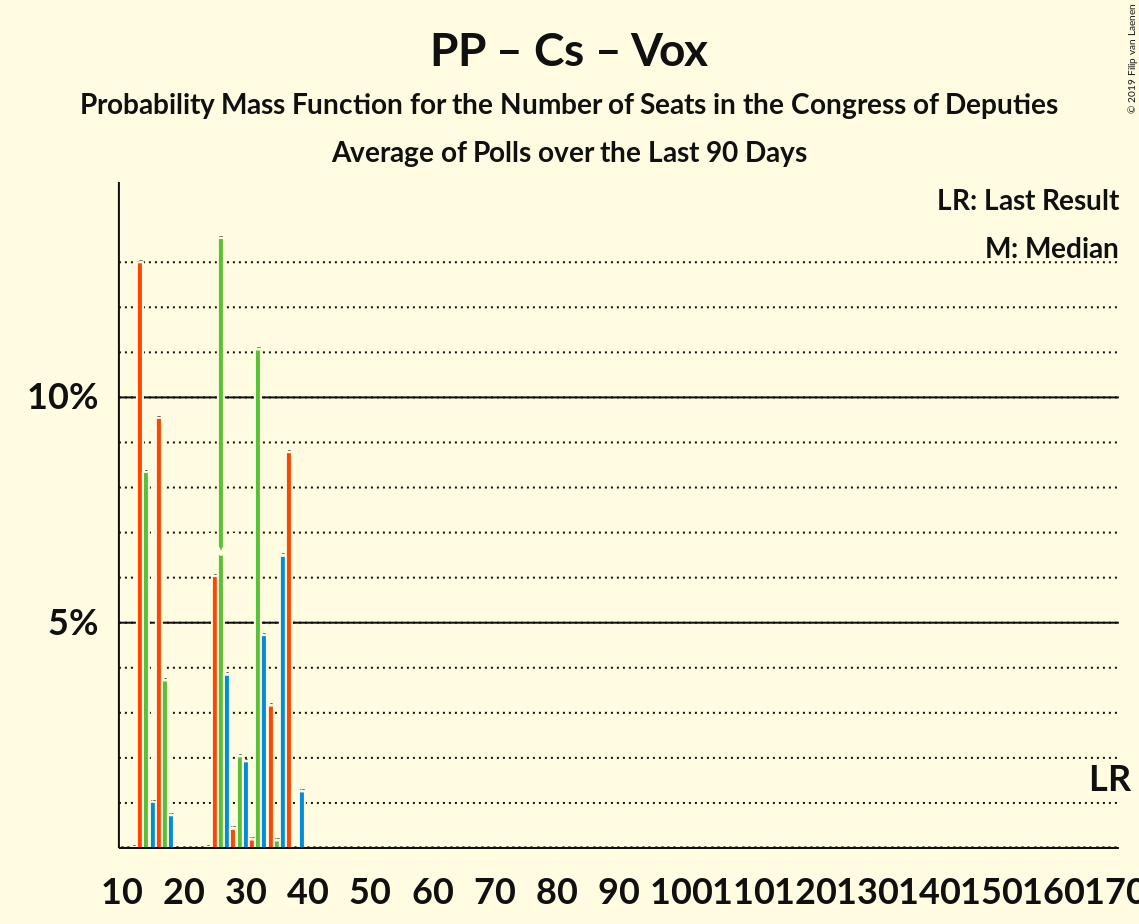 PP – Cs – Vox
Probability Mass Function for the Number of Seats in the Congress of Deputies
Average of Polls over the Last 90 Days
© 2019 Filip van Laenen
LR: Last Result
M: Median
10%
5%
LR
10 20 30 40 50 60 70 80 90 100 110 120 130 140 150 160 170